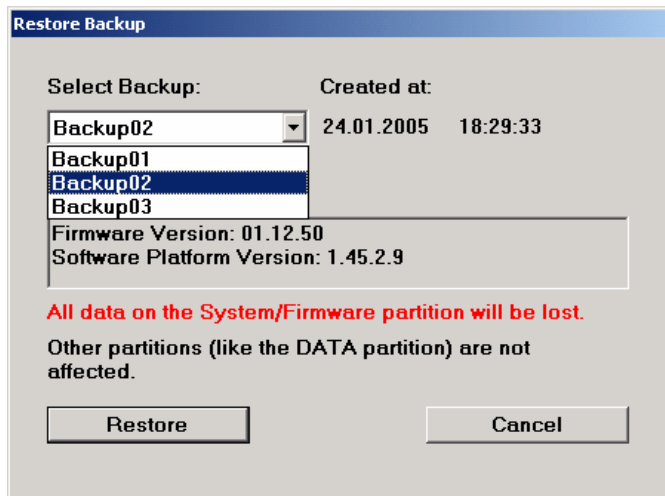 Restore Backup
Select Backup: Created at:
Backup02 24.01.2005 18:29:33
Backup01
Backup02
Backup03
Firmware Version: 01.12.50
Software Platform Version: 1.45.2.9
All data on the System/Firmware partition will be lost.
Other partitions (like the DATA partition) are not
affected.
Restore Cancel